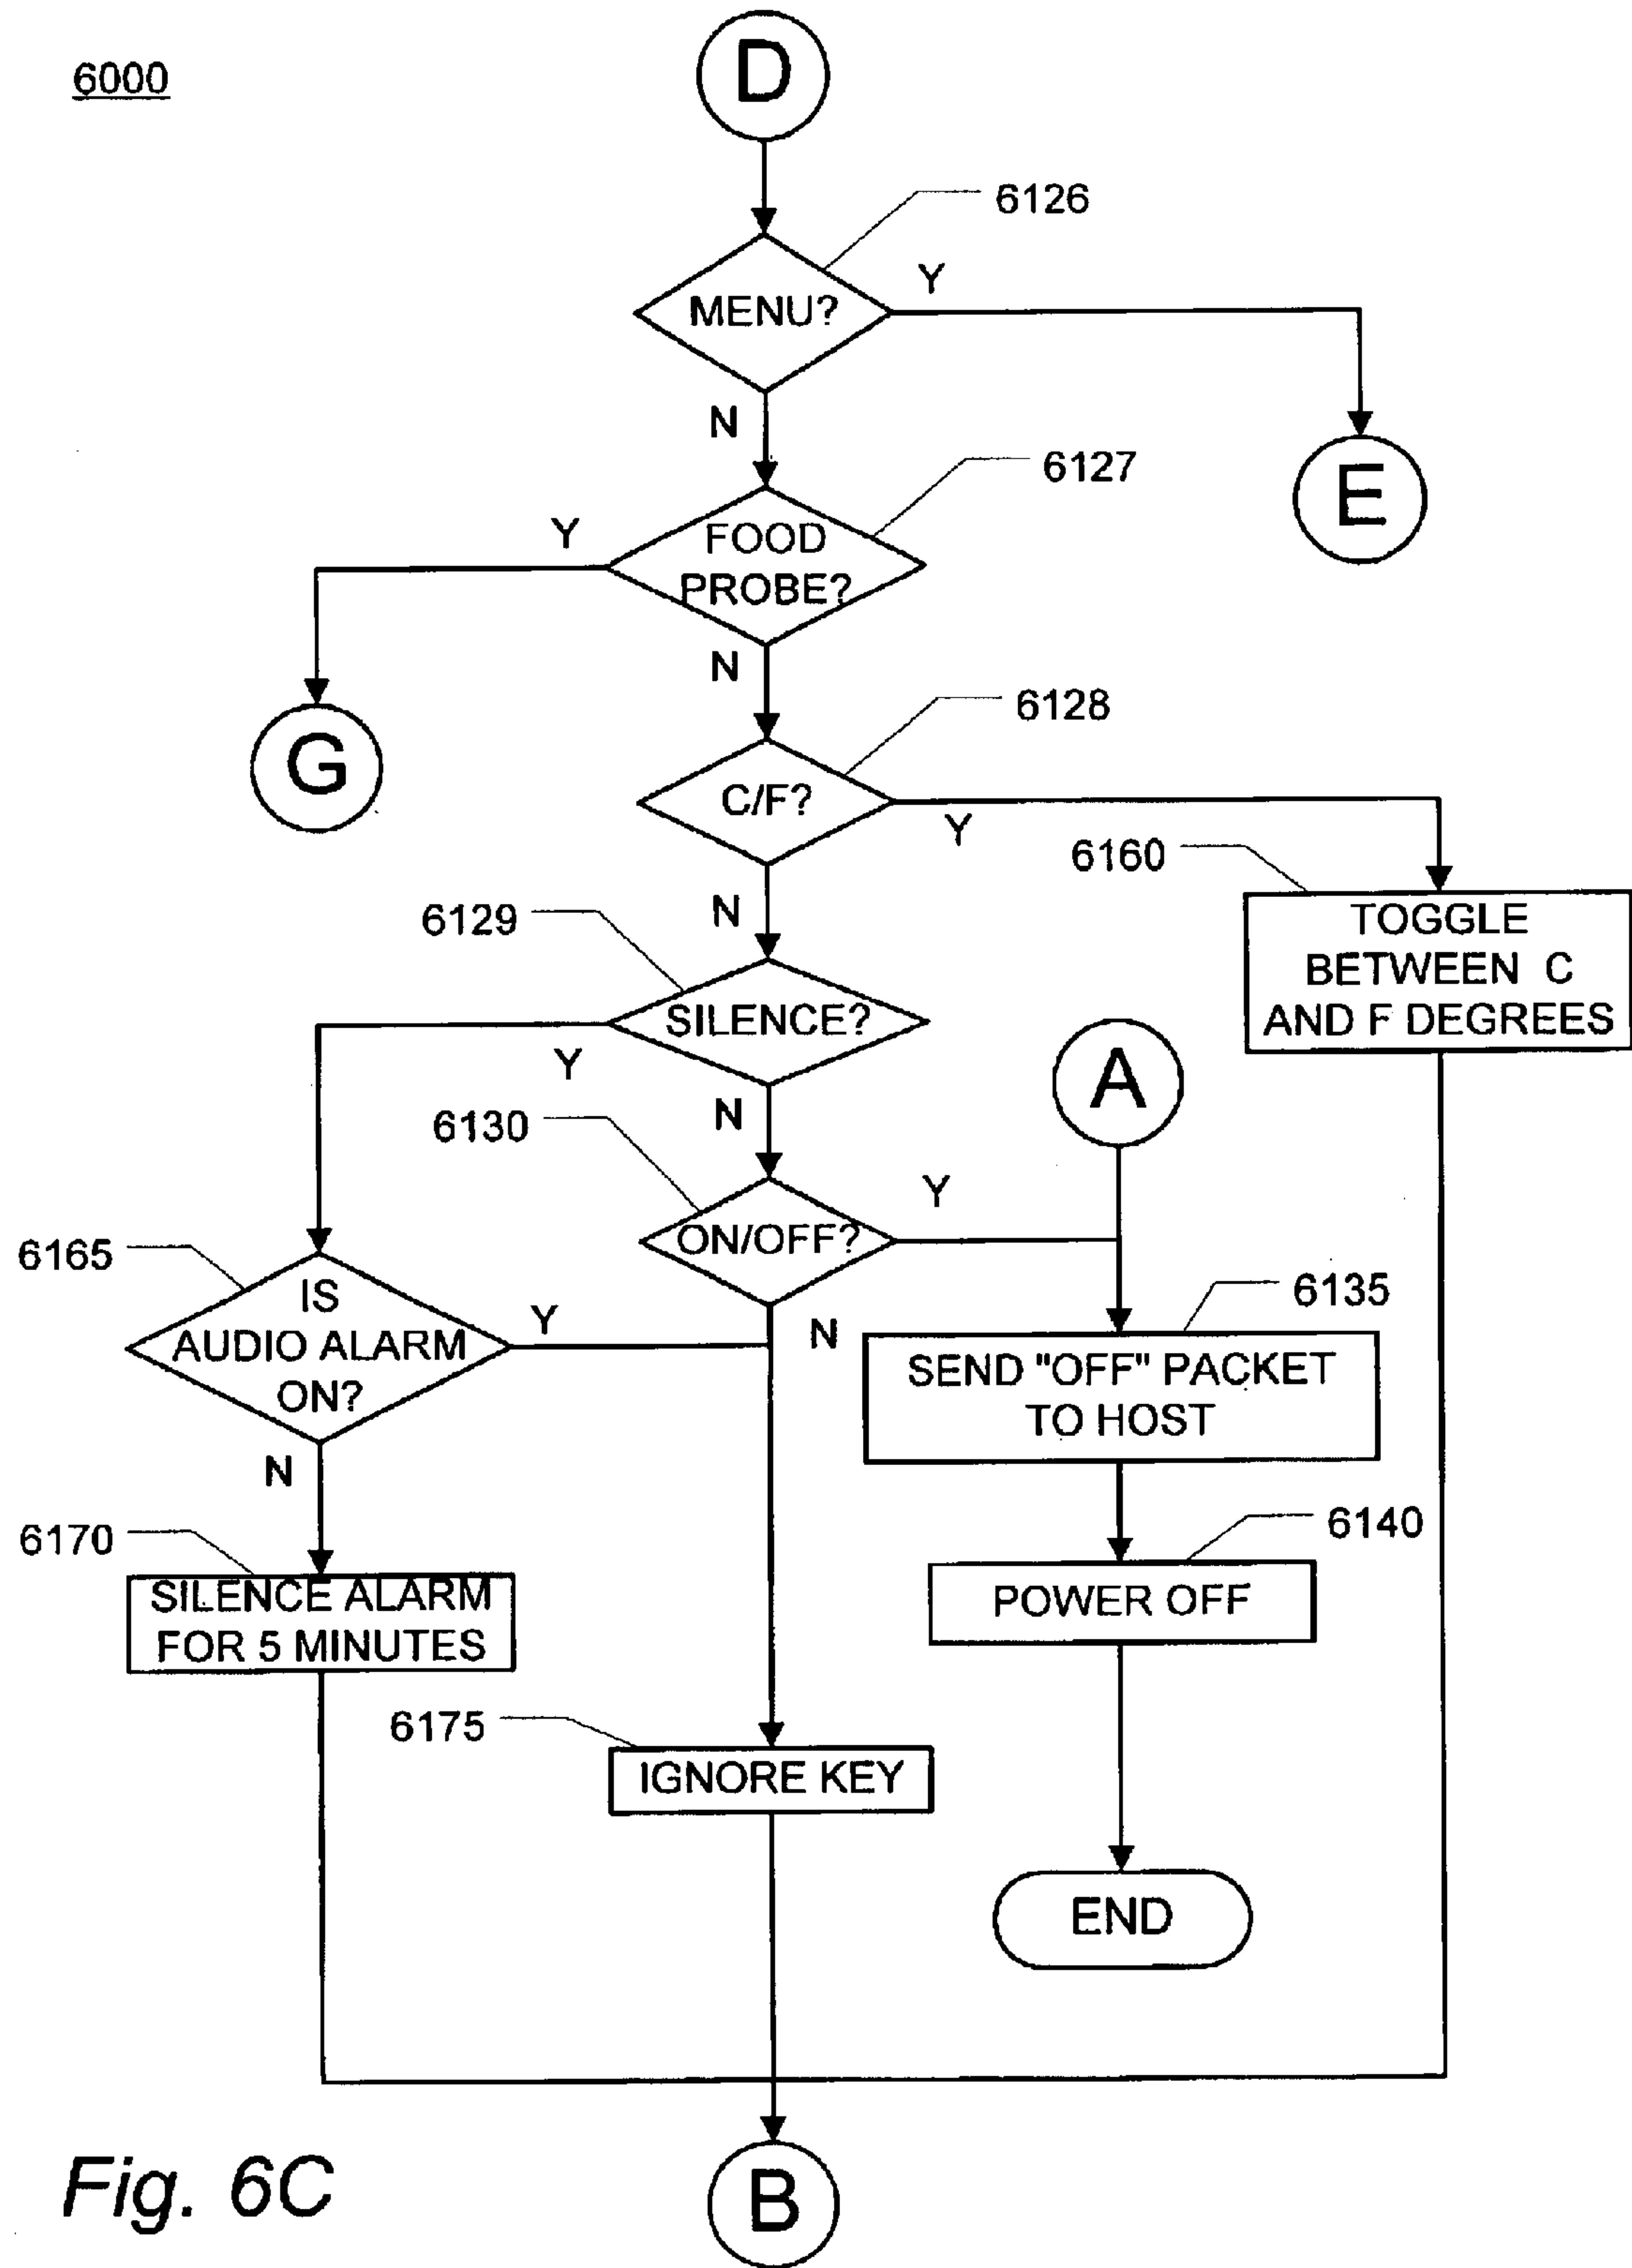 6000
D
6126
MENU?
Y
N
E
6127
FOOD
PROBE?
Y
N
G
6128
C/F?
Y
N
6160
TOGGLE
BETWEEN C
AND F DEGREES
6129
SILENCE?
Y
N
A
6130
ON/OFF?
Y
N
6165
IS
AUDIO ALARM
ON?
Y
N
6135
SEND "OFF" PACKET
TO HOST
6170
SILENCE ALARM
FOR 5 MINUTES
6140
POWER OFF
6175
IGNORE KEY
END
B
Fig. 6C